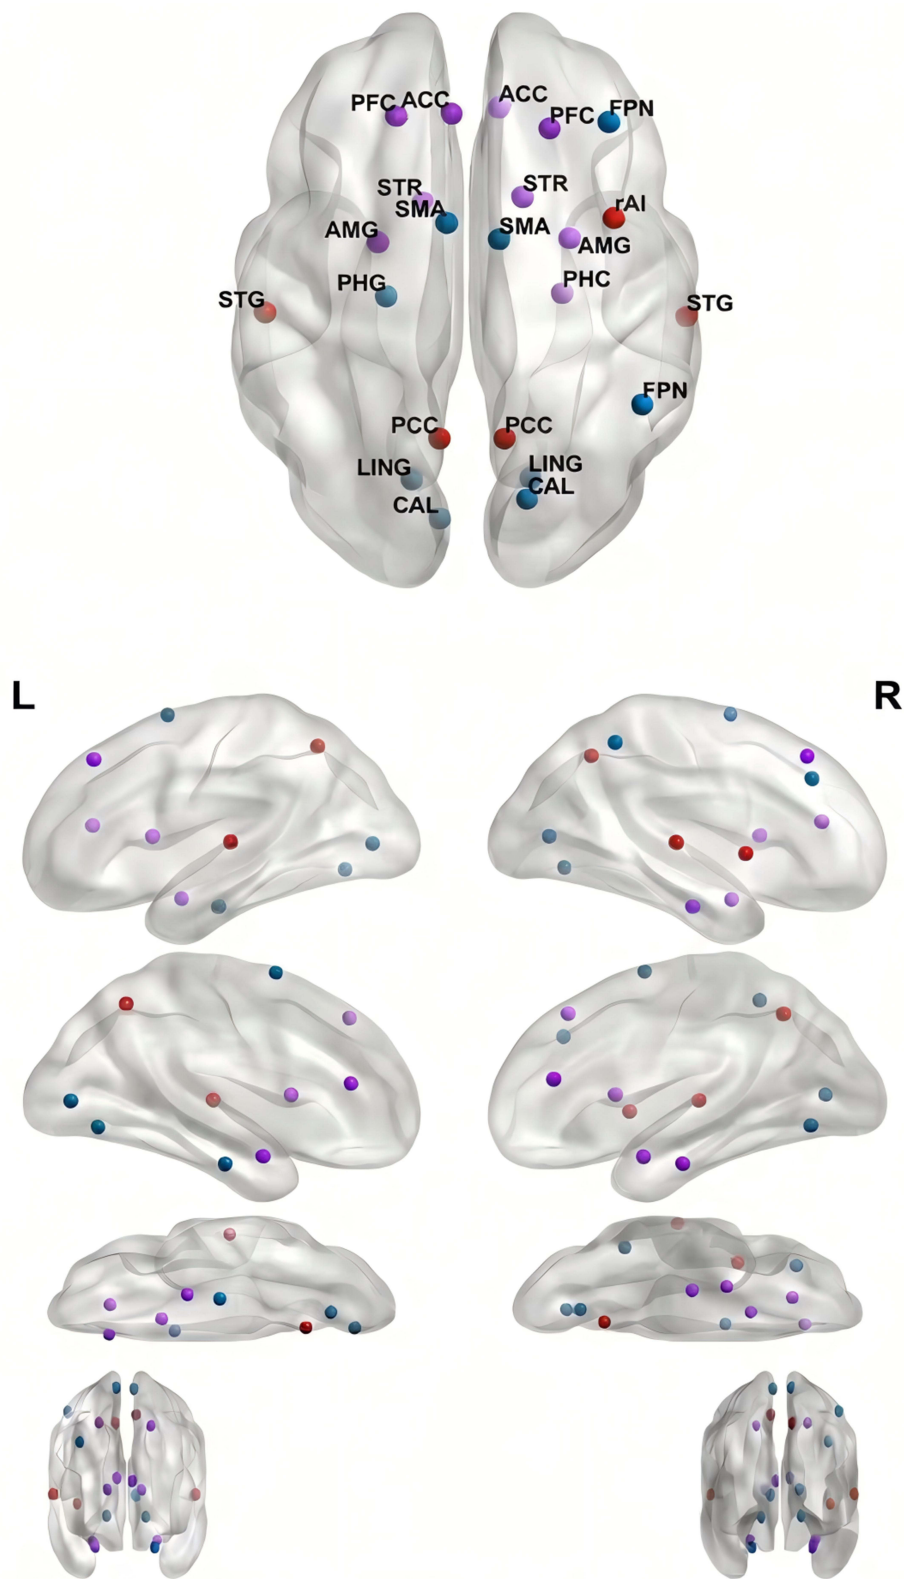 PFC ACC ACC PFC FPN
STR STR
SMA SMA rAI
AMG AMG
PHG PHC
STG STG
FPN
PCC PCC
LING LING
CAL CAL
L R